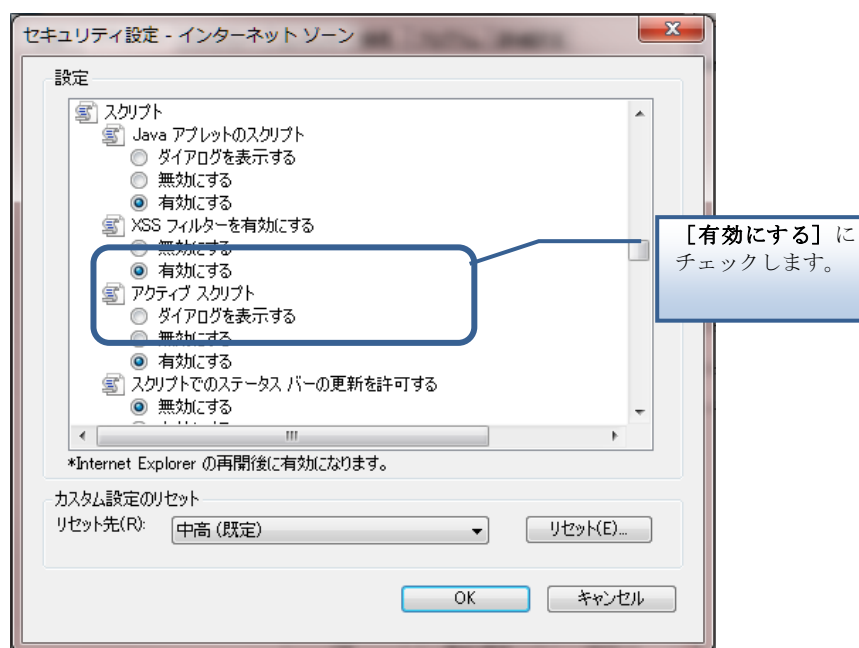 セキュリティ設定 - インターネット ゾーン
設定
スクリプト
Java アプレットのスクリプト
ダイアログを表示する
無効にする
有効にする
XSS フィルターを有効にする
無効にする
有効にする
アクティブ スクリプト
ダイアログを表示する
無効にする
有効にする
スクリプトでのステータス バーの更新を許可する
無効にする
*Internet Explorer の再開後に有効になります。
カスタム設定のリセット
リセット先(R):
中高 (既定)
リセット(E)...
OK
キャンセル
[有効にする] に
チェックします。